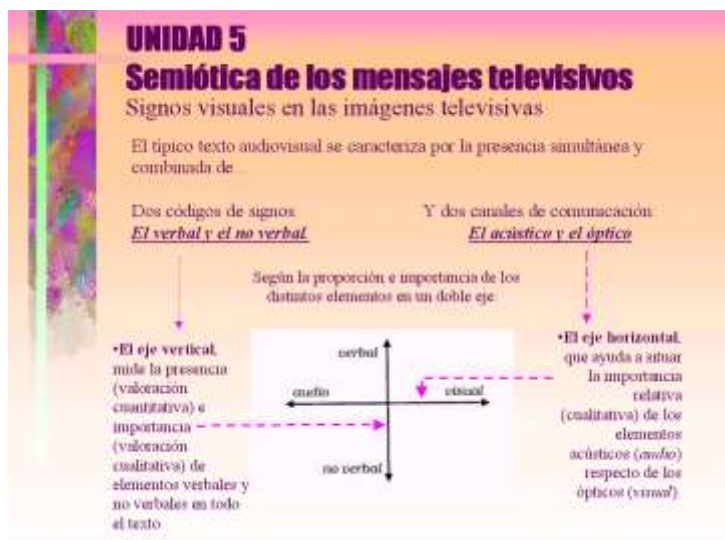 UNIDAD 5
Semiótica de los mensajes televisivos
Signos visuales en las imágenes televisivas
El típico texto audiovisual se caracteriza por la presencia simultánea y
combinada de...
Dos códigos de signos
El verbal y el no verbal.
Y dos canales de comunicación
El acústico y el óptico
Según la proporción e importancia de los
distintos elementos en un doble eje
•El eje vertical,
mide la presencia
(valoración
cuantitativa) e
importancia
(valoración
cualitativa) de
elementos verbales y
no verbales en todo
el texto
verbal
audio
visual
no verbal
•El eje horizontal,
que ayuda a situar
la importancia
relativa
(cualitativa) de los
elementos
acústicos (audio)
respecto de los
ópticos (visual).